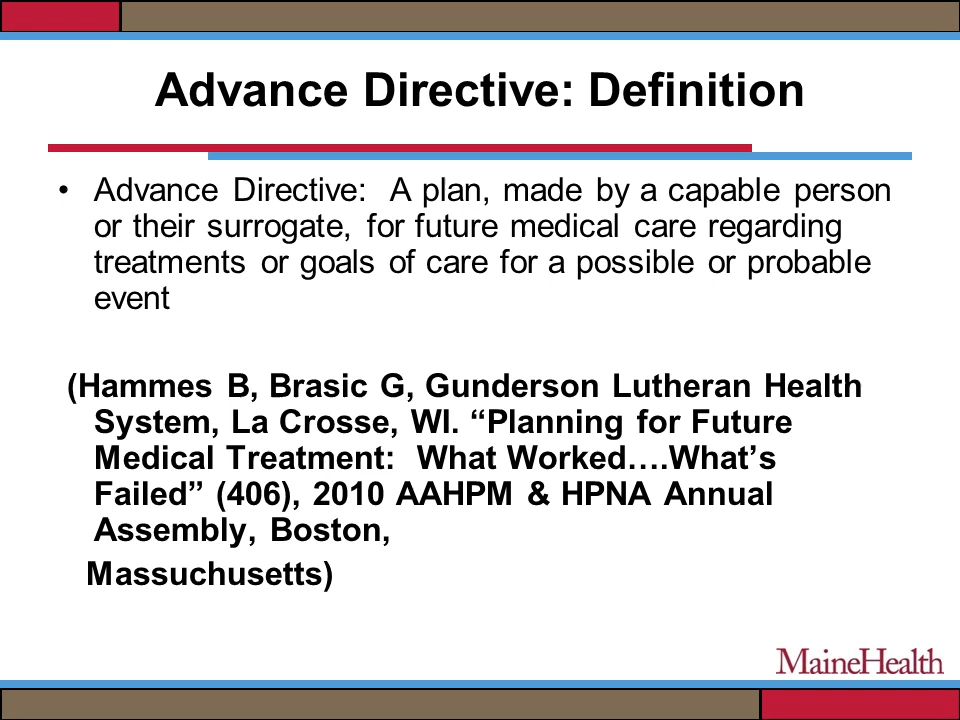 Advance Directive: Definition
• Advance Directive:  A plan, made by a capable person
or their surrogate, for future medical care regarding
treatments or goals of care for a possible or probable
event
(Hammes B, Brasic G, Gunderson Lutheran Health
System, La Crosse, WI. “Planning for Future
Medical Treatment:  What Worked….What’s
Failed” (406), 2010 AAHPM & HPNA Annual
Assembly, Boston,
Massuchusetts)
MaineHealth